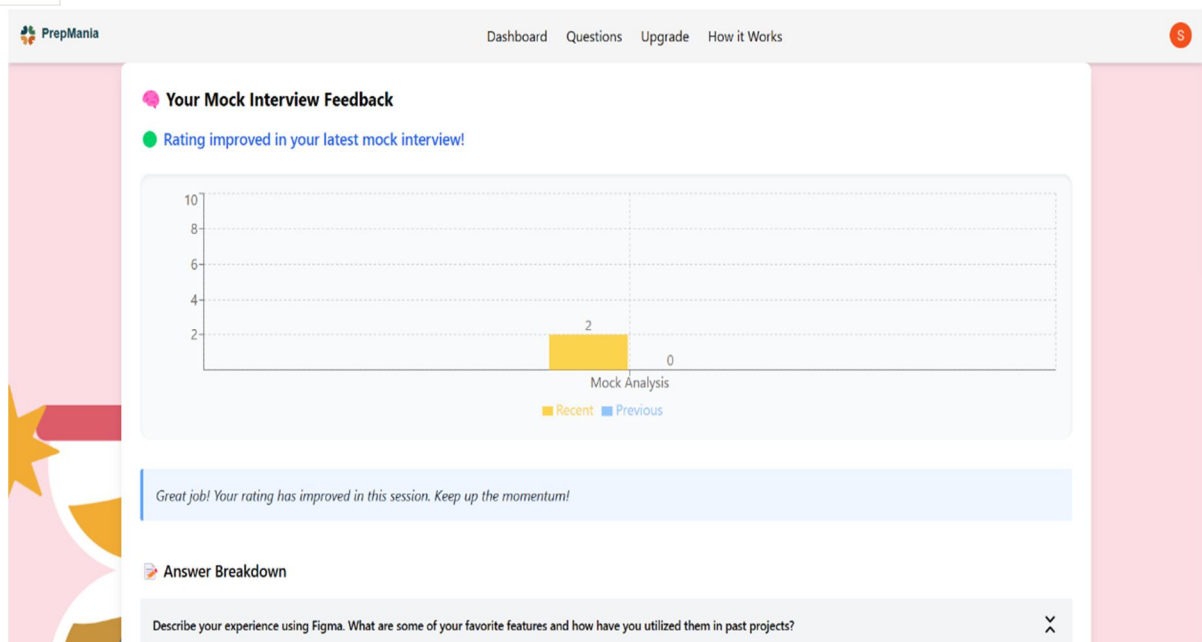 PrepMania
Dashboard Questions Upgrade How it Works
S
Your Mock Interview Feedback
Rating improved in your latest mock interview!
10
8
6
4
2
2
0
Mock Analysis
Recent Previous
Great job! Your rating has improved in this session. Keep up the momentum!
Answer Breakdown
Describe your experience using Figma. What are some of your favorite features and how have you utilized them in past projects?